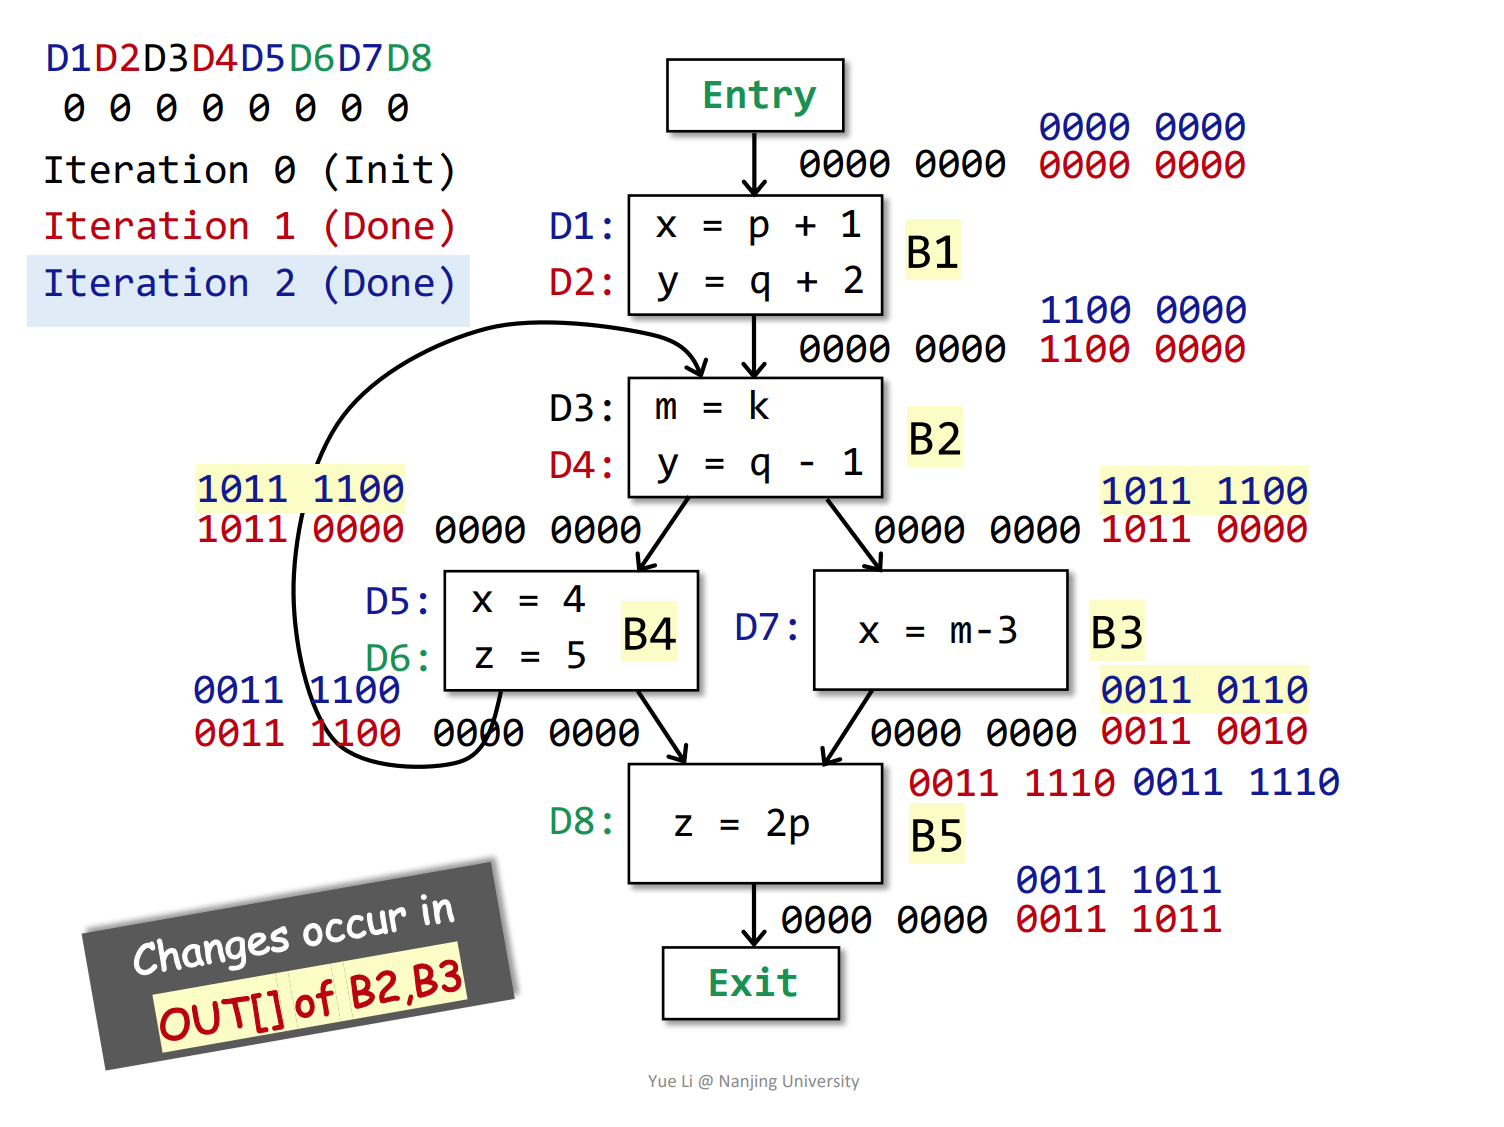 D1D2D3D4D5D6D7D8
0 0 0 0 0 0 0 0
Iteration 0 (Init)
Iteration 1 (Done)
Iteration 2 (Done)
Entry
0000 0000
0000 0000 0000 0000
D1: x = p + 1
D2: y = q + 2
B1
1100 0000
0000 0000 1100 0000
D3: m = k
D4: y = q - 1
B2
1011 1100
1011 0000 0000 0000
1011 1100
0000 0000 1011 0000
D5: x = 4
D6: z = 5
B4
D7: x = m-3
B3
0011 1100
0011 1100 0000 0000
0011 0110
0000 0000 0011 0010
0011 1110 0011 1110
D8: z = 2p
B5
0011 1011
0000 0000 0011 1011
Exit
Changes occur in
OUT[] of B2,B3
Yue Li @ Nanjing University